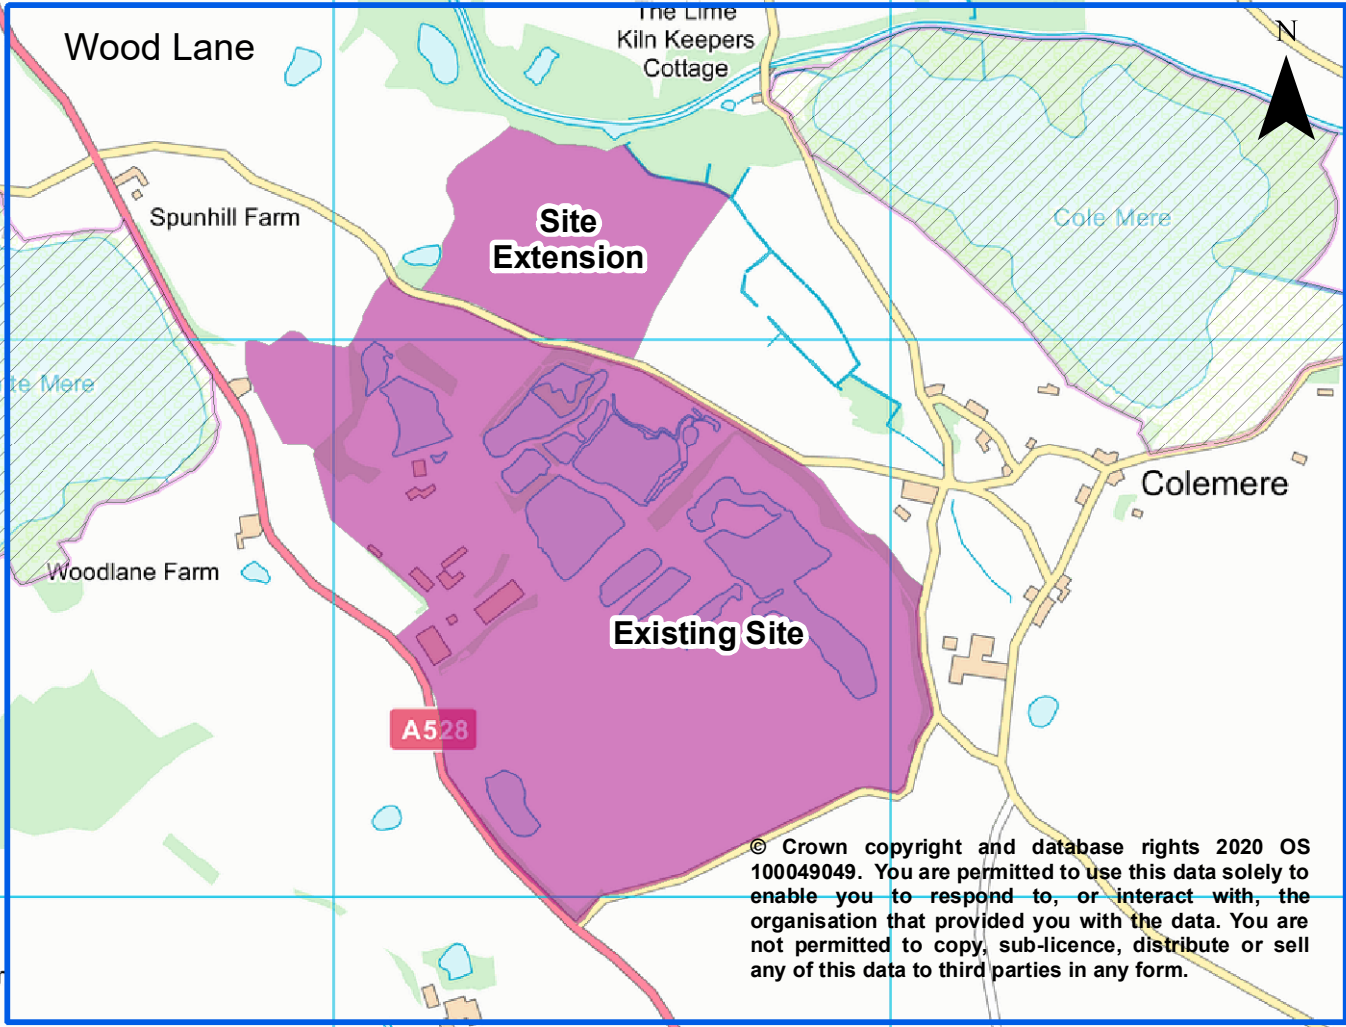 The Lime
Kiln Keepers
Cottage
Wood Lane
N
Spunhill Farm
Site
Extension
Cole Mere
Mere
Colemere
Woodlane Farm
Existing Site
A528
© Crown copyright and database rights 2020 OS
100049049. You are permitted to use this data solely to
enable you to respond to, or interact with, the
organisation that provided you with the data. You are
not permitted to copy, sub-licence, distribute or sell
any of this data to third parties in any form.